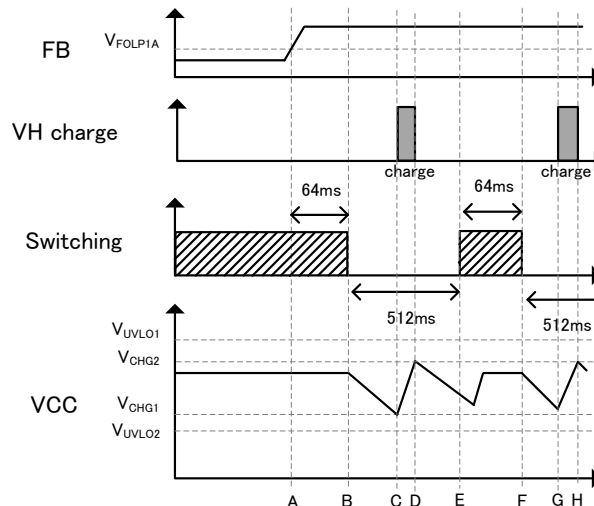 FB
VFOLP1A
VH charge
charge
charge
64ms
64ms
Switching
512ms
512ms
VUVLO1
VCHG2
VCC
VCHG1
VUVLO2
A B C D E F G H